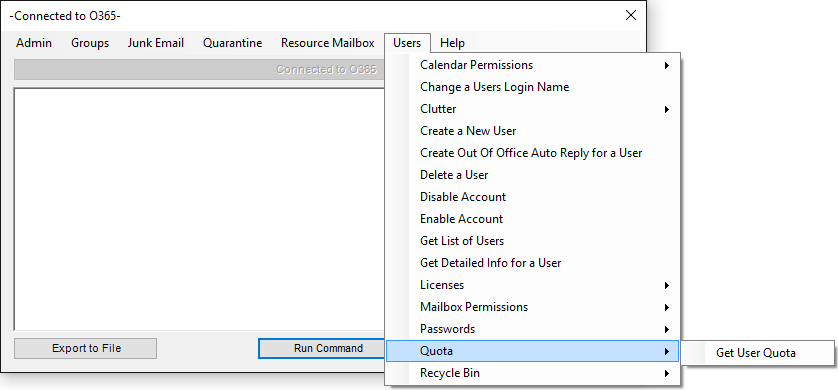 -Connected to O365-
Admin Groups Junk Email Quarantine Resource Mailbox Users Help
Connected to O365
Calendar Permissions
Change a Users Login Name
Clutter
Create a New User
Create Out Of Office Auto Reply for a User
Delete a User
Disable Account
Enable Account
Get List of Users
Get Detailed Info for a User
Licenses
Mailbox Permissions
Passwords
Quota
Get User Quota
Recycle Bin
Export to File
Run Command